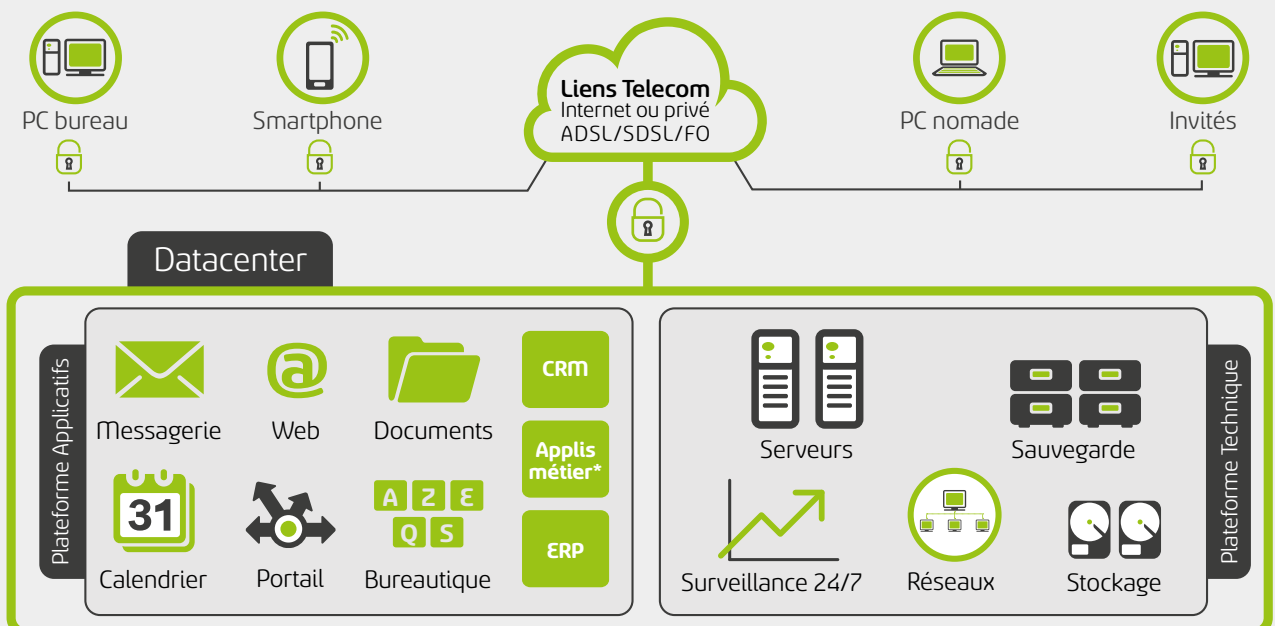 Liens Telecom
Internet ou privé
ADSL/SDSL/FO
PC bureau
Smartphone
PC nomade
Invités
Datacenter
Plateforme Applicatifs
Messagerie
Web
Documents
CRM
Applis
métier*
31
A Z E
Q S
ERP
Calendrier
Portail
Bureautique
Serveurs
Sauvegarde
Surveillance 24/7
Réseaux
Stockage
Plateforme Technique